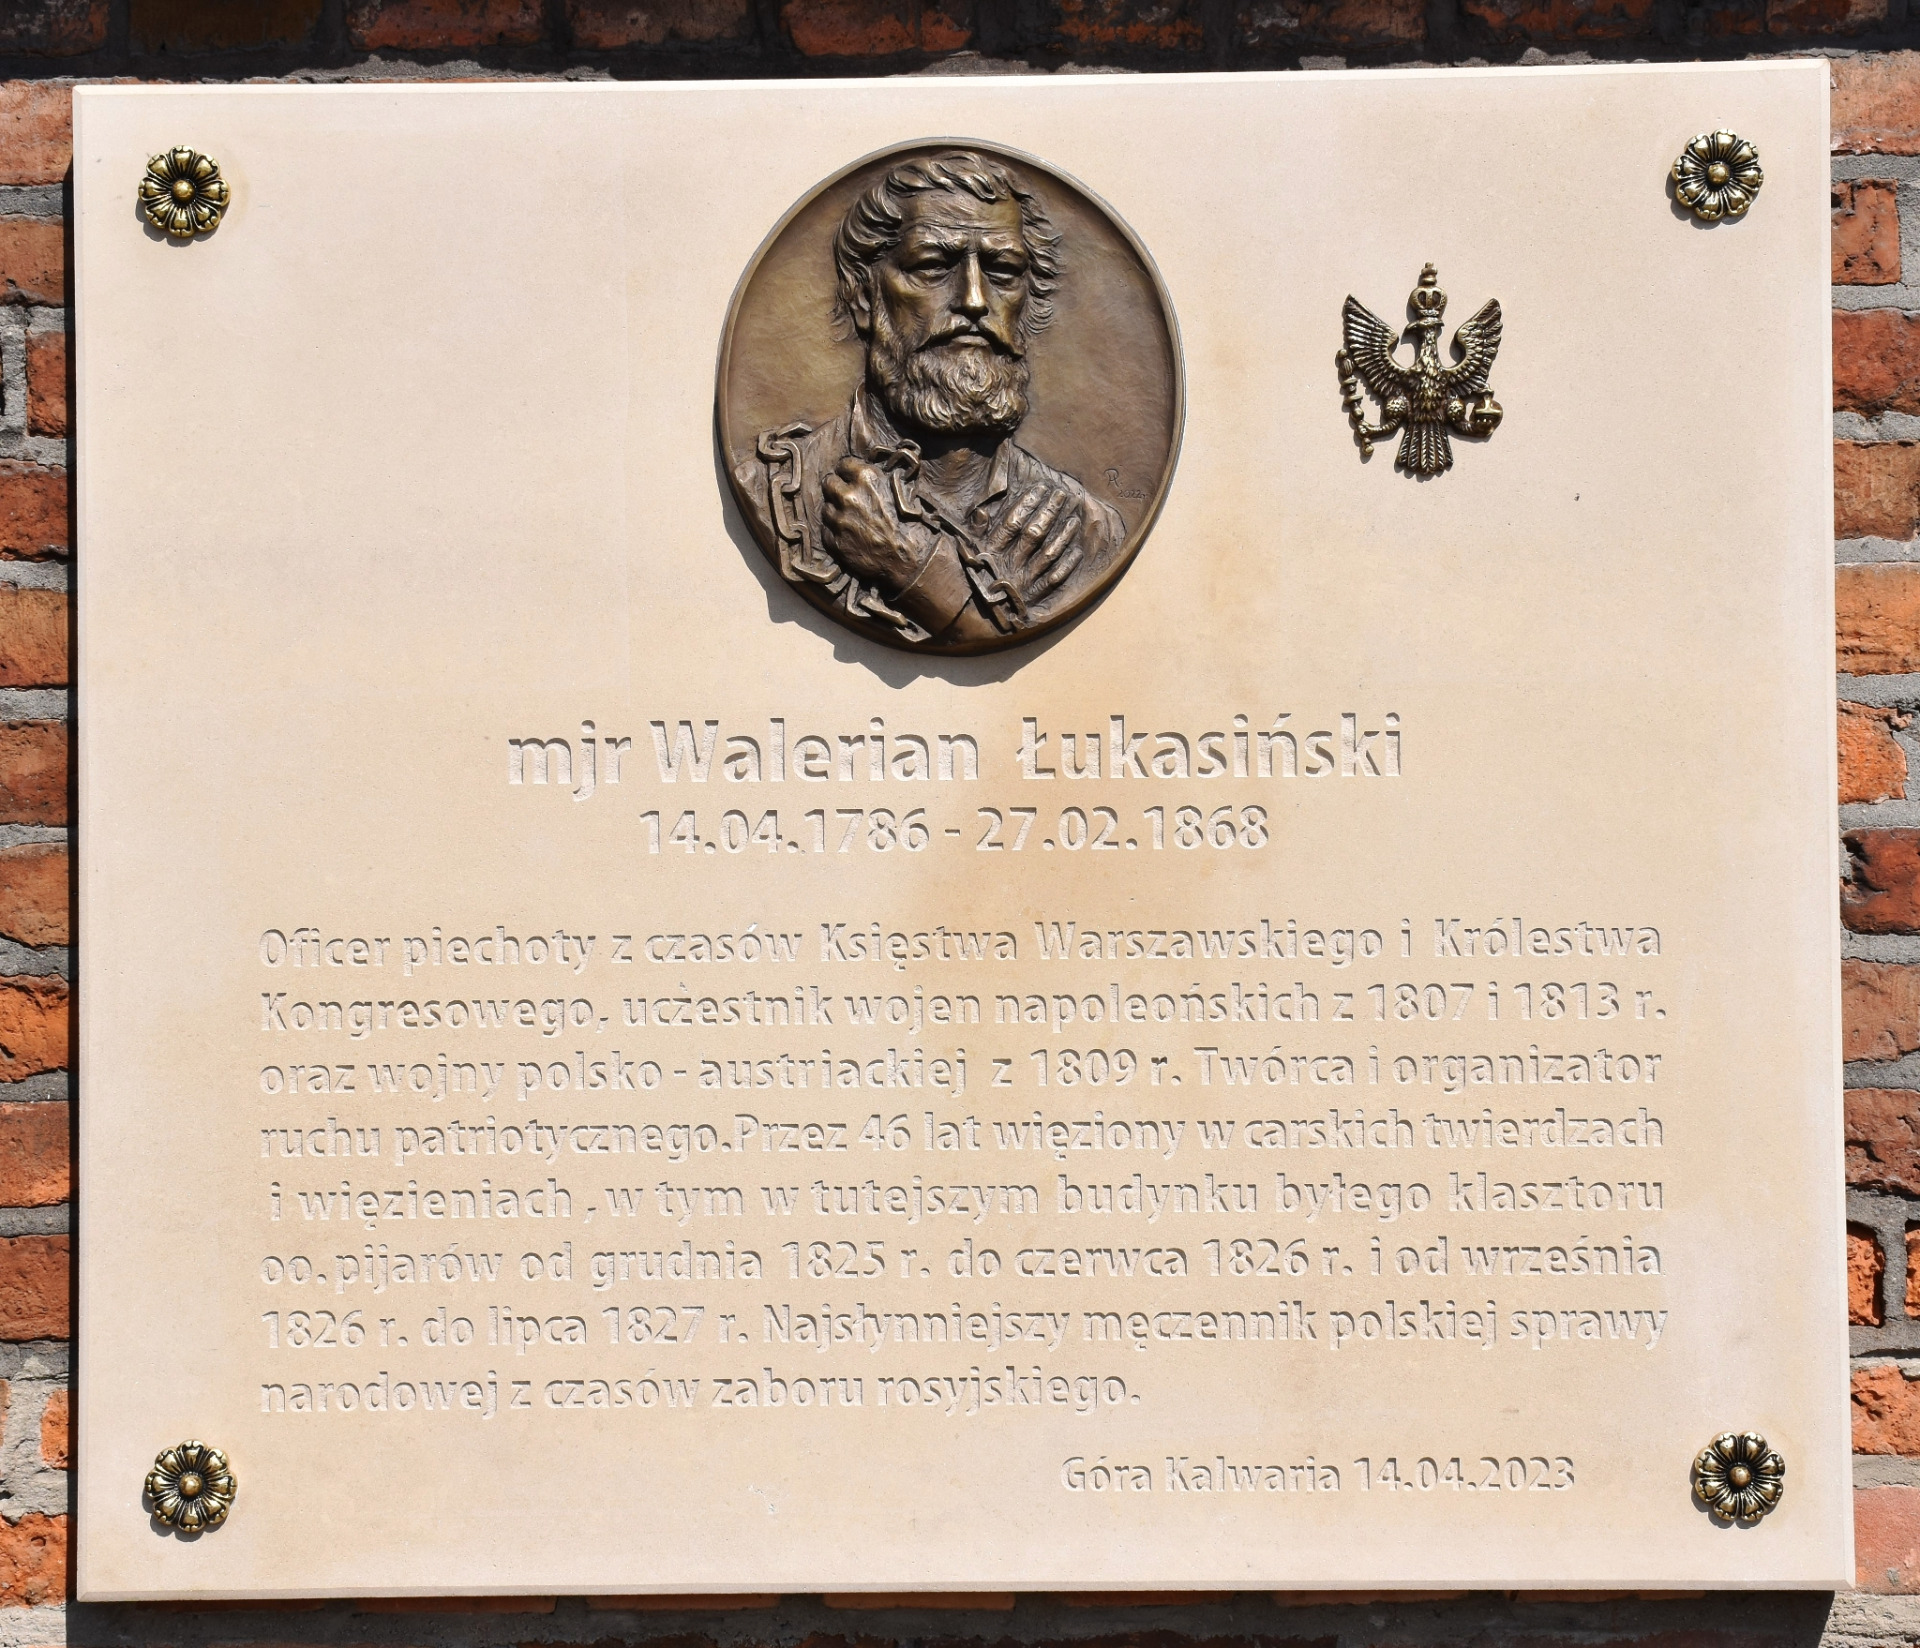 mjr Walerian Łukasiński
14.04.1786 - 27.02.1868
Oficer piechoty z czasów Księstwa Warszawskiego i Królestwa
Kongresowego, uczestnik wojen napoleońskich z 1807 i 1813 r.
oraz wojny polsko - austriackiej z 1809 r. Twórca i organizator
ruchu patriotycznego.Przez 46 lat więziony w carskich twierdzach
i więzieniach , w tym w tutejszym budynku byłego klasztoru
oo. pijarów od grudnia 1825 r. do czerwca 1826 r. i od września
1826 r. do lipca 1827 r. Najsłynniejszy męczennik polskiej sprawy
narodowej z czasów zaboru rosyjskiego.
Góra Kalwaria 14.04.2023